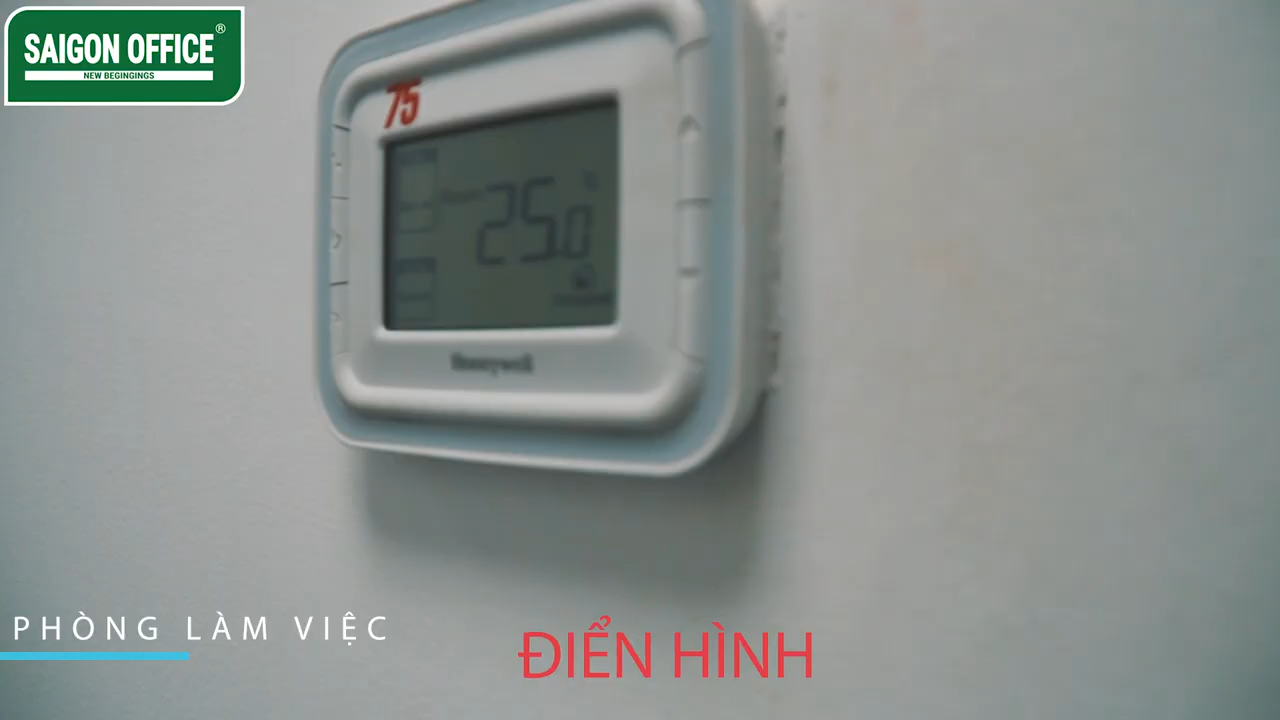 SAIGON OFFICE®
NEW BEGINGINGS
75
25.0
Honeywell
PHÒNG LÀM VIỆC
ĐIỂN HÌNH